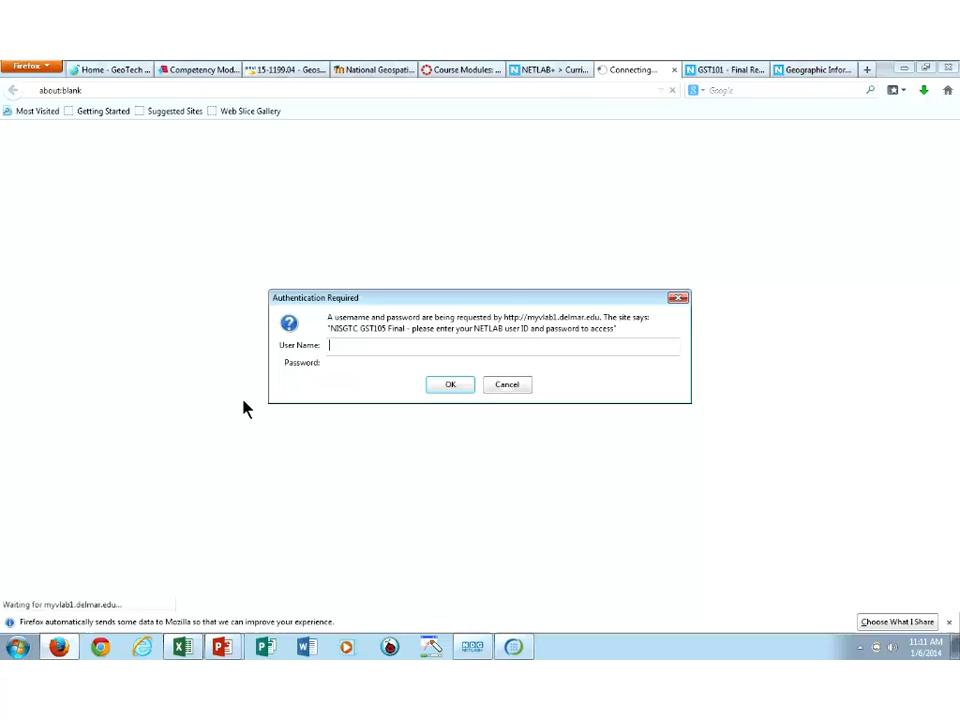 Firefox
Home - GeoTech ...
Competency Mod...
15-1199.04 - Geos...
National Geospati...
Course Modules: ...
NETLAB+ > Curri...
Connecting...
GST101 - Final Re...
Geographic Infor...
about:blank
Google
Most Visited
Getting Started
Suggested Sites
Web Slice Gallery
Authentication Required
A username and password are being requested by http://myvlab1.delmar.edu. The site says:
"NISGTC GST105 Final - please enter your NETLAB user ID and password to access"
User Name:
Password:
OK
Cancel
Waiting for myvlab1.delmar.edu...
Firefox automatically sends some data to Mozilla so that we can improve your experience.
Choose What I Share
NDG
11:11 AM
1/6/2014